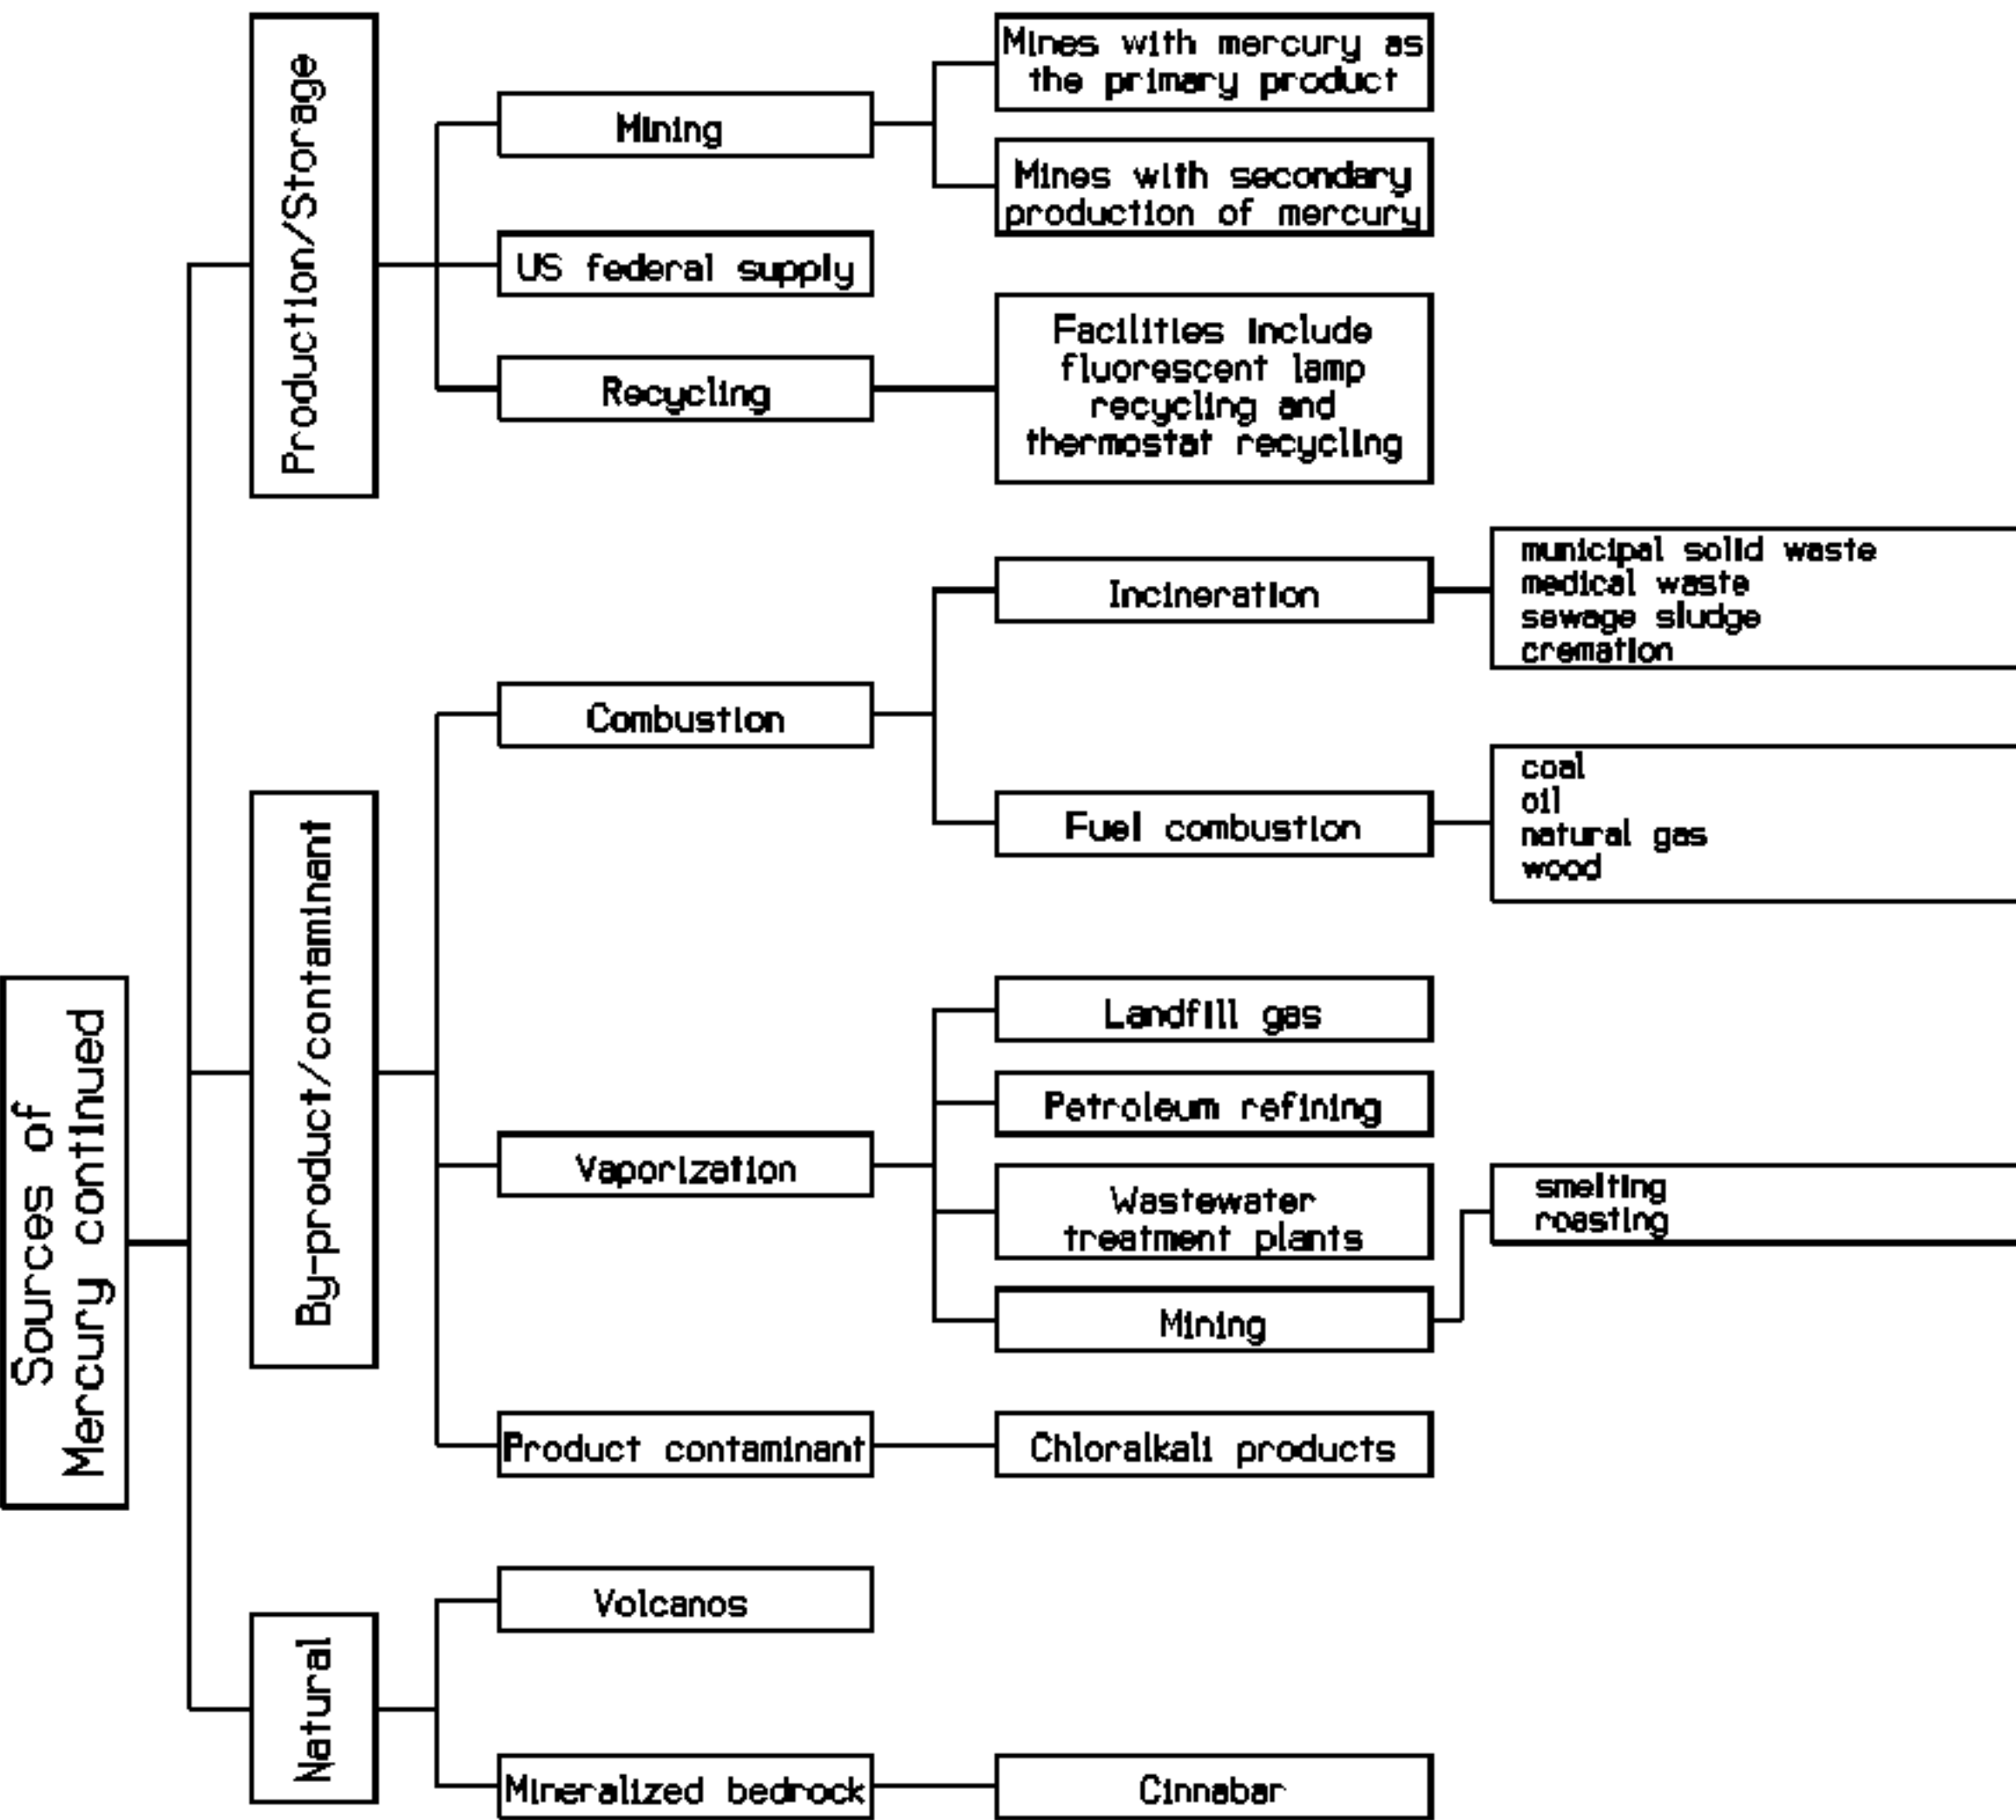 Sources of
Mercury continued
Production/Storage
Mining
Mines with mercury as
the primary product
Mines with secondary
production of mercury
US federal supply
Recycling
Facilities include
fluorescent lamp
recycling and
thermostat recycling
By-product/contaminant
Combustion
Incineration
municipal solid waste
medical waste
sewage sludge
cremation
Fuel combustion
coal
oil
natural gas
wood
Vaporization
Landfill gas
Petroleum refining
Wastewater
treatment plants
Mining
smelting
roasting
Product contaminant
Chloralkali products
Natural
Volcanos
Mineralized bedrock
Cinnabar